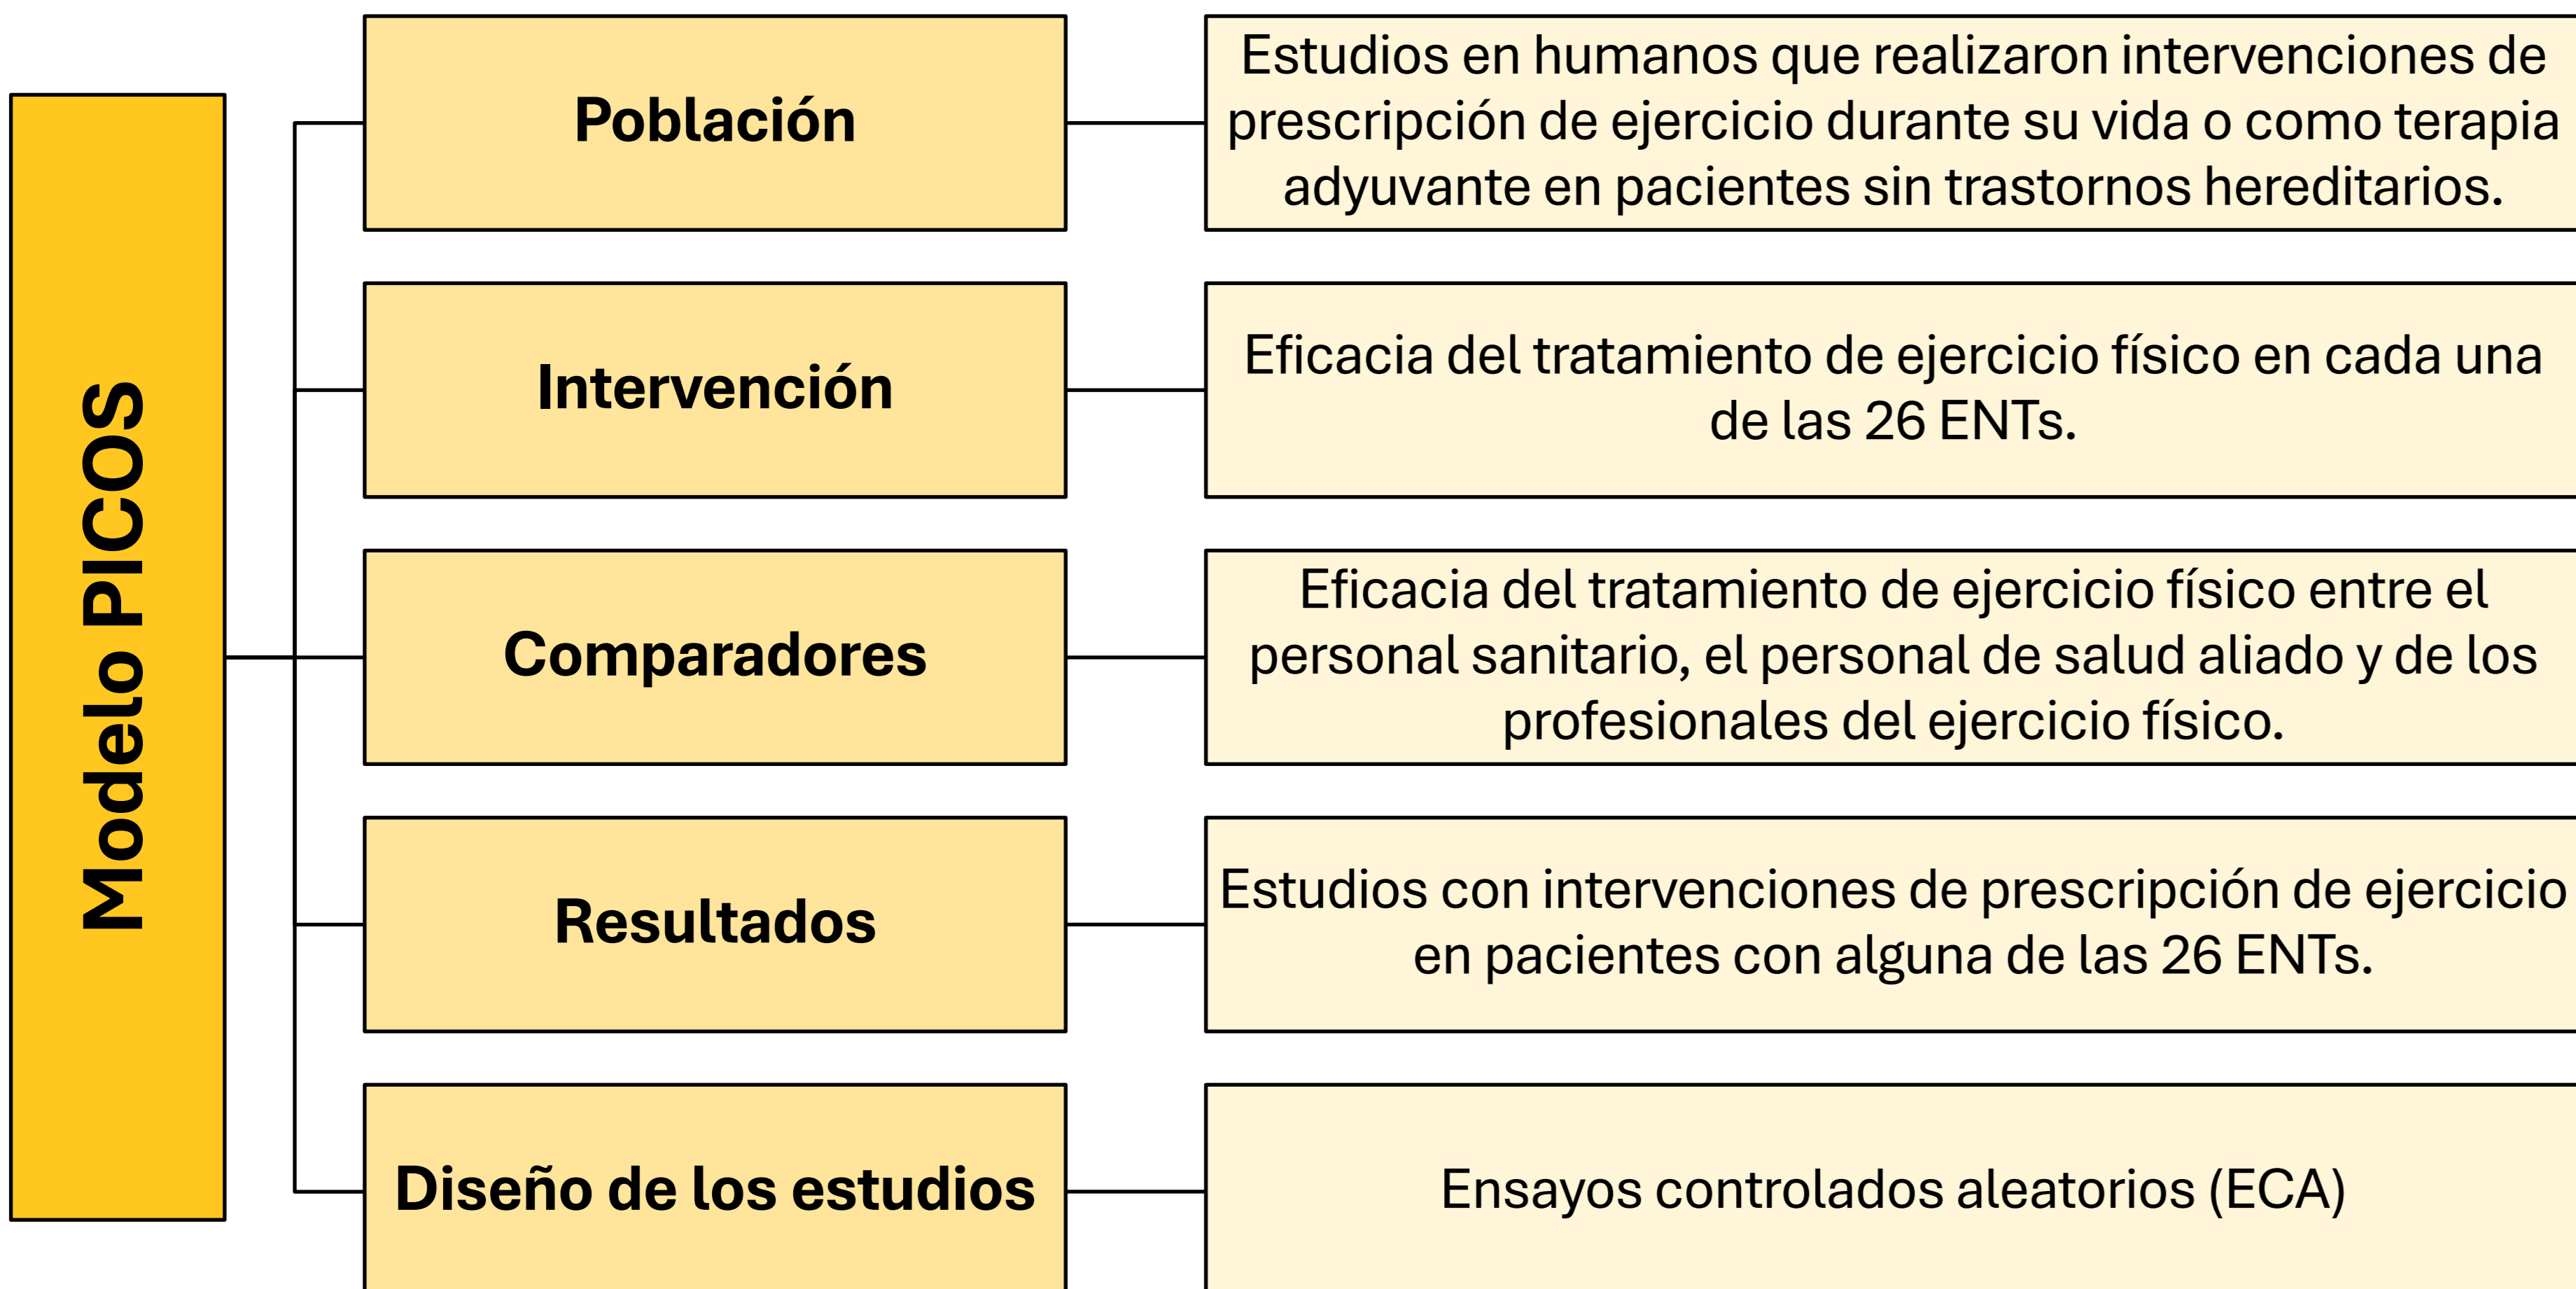 Modelo PICOS
Población
Estudios en humanos que realizaron intervenciones de
prescripción de ejercicio durante su vida o como terapia
adyuvante en pacientes sin trastornos hereditarios.
Intervención
Eficacia del tratamiento de ejercicio físico en cada una
de las 26 ENTs.
Comparadores
Eficacia del tratamiento de ejercicio físico entre el
personal sanitario, el personal de salud aliado y de los
profesionales del ejercicio físico.
Resultados
Estudios con intervenciones de prescripción de ejercicio
en pacientes con alguna de las 26 ENTs.
Diseño de los estudios
Ensayos controlados aleatorios (ECA)